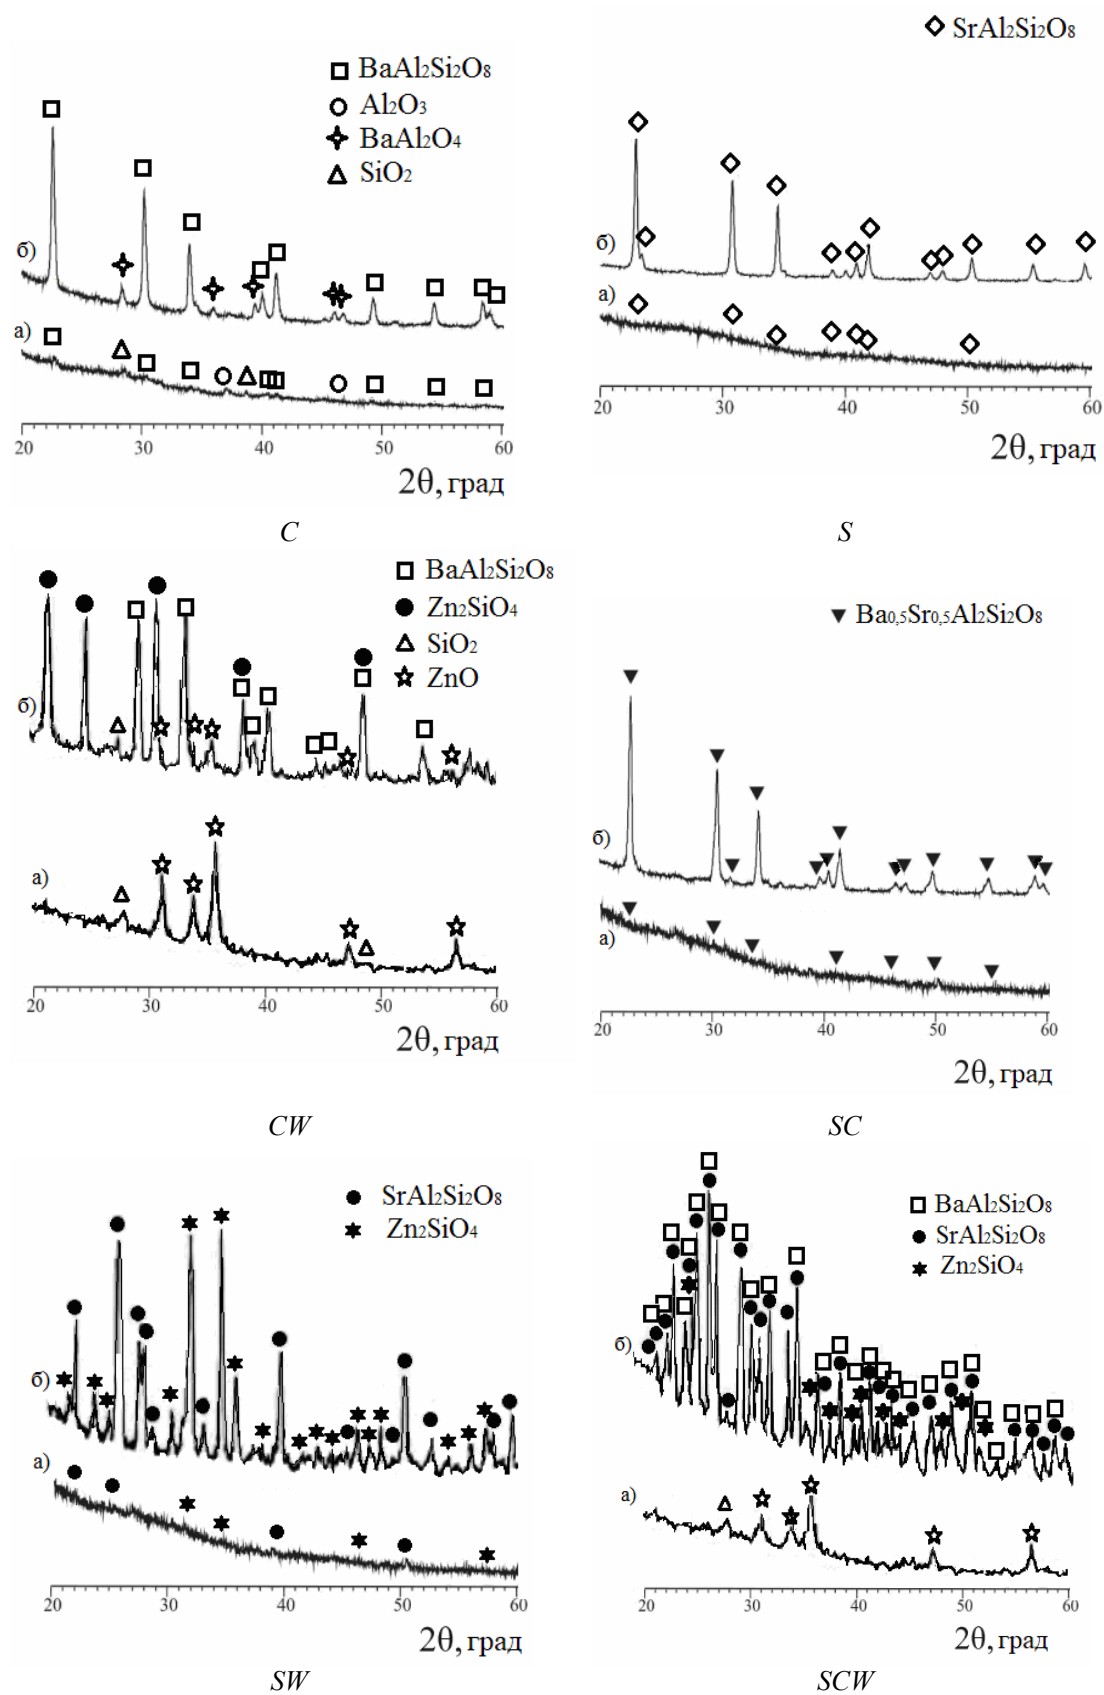 BaAl2Si2O8
Al2O3
BaAl2O4
SiO2
б)
а)
20 30 40 50 60
2θ, град
C
SrAl2Si2O8
б)
а)
20 30 40 50 60
2θ, град
S
BaAl2Si2O8
Zn2SiO4
SiO2
ZnO
б)
а)
20 30 40 50 60
2θ, град
CW
Ba0,5Sr0,5Al2Si2O8
б)
а)
20 30 40 50 60
2θ, град
SC
SrAl2Si2O8
Zn2SiO4
б)
а)
20 30 40 50 60
2θ, град
SW
BaAl2Si2O8
SrAl2Si2O8
Zn2SiO4
б)
а)
20 30 40 50 60
2θ, град
SCW